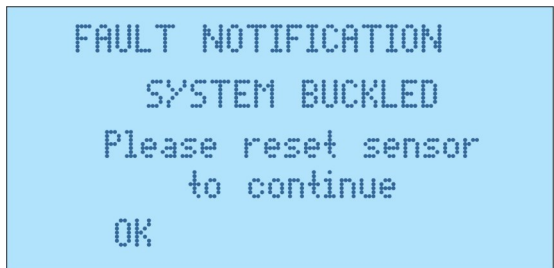 FAULT NOTIFICATION
SYSTEM BUCKLED
Please reset sensor
to continue
OK